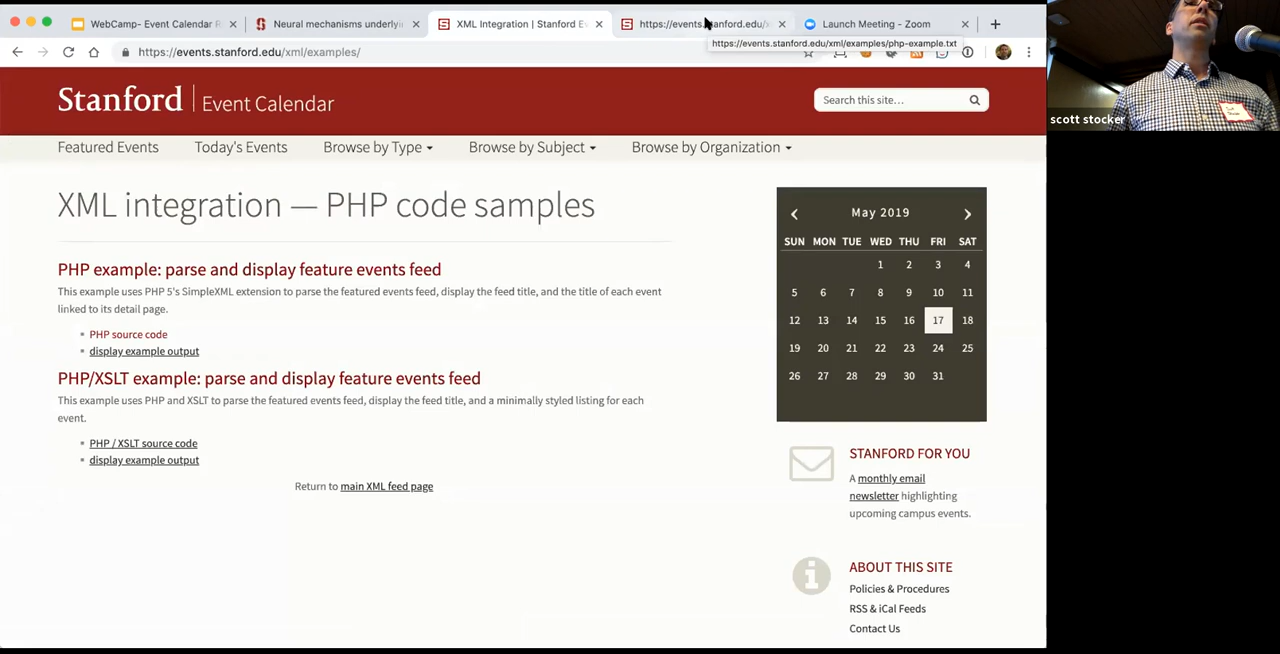 WebCamp- Event Calendar R
Neural mechanisms underlyi
XML Integration | Stanford Ev
https://events.stanford.edu/x
Launch Meeting - Zoom
https://events.stanford.edu/xml/examples/
https://events.stanford.edu/xml/examples/php-example.txt
scott stocker
Stanford Event Calendar
Search this site...
Featured Events Today's Events Browse by Type Browse by Subject Browse by Organization
XML integration — PHP code samples
PHP example: parse and display feature events feed
This example uses PHP 5's SimpleXML extension to parse the featured events feed, display the feed title, and the title of each event
linked to its detail page.
PHP source code
display example output
PHP/XSLT example: parse and display feature events feed
This example uses PHP and XSLT to parse the featured events feed, display the feed title, and a minimally styled listing for each
event.
PHP / XSLT source code
display example output
Return to main XML feed page
May 2019
SUN MON TUE WED THU FRI SAT
1 2 3 4
5 6 7 8 9 10 11
12 13 14 15 16 17 18
19 20 21 22 23 24 25
26 27 28 29 30 31
STANFORD FOR YOU
A monthly email
newsletter highlighting
upcoming campus events.
ABOUT THIS SITE
Policies & Procedures
RSS & iCal Feeds
Contact Us